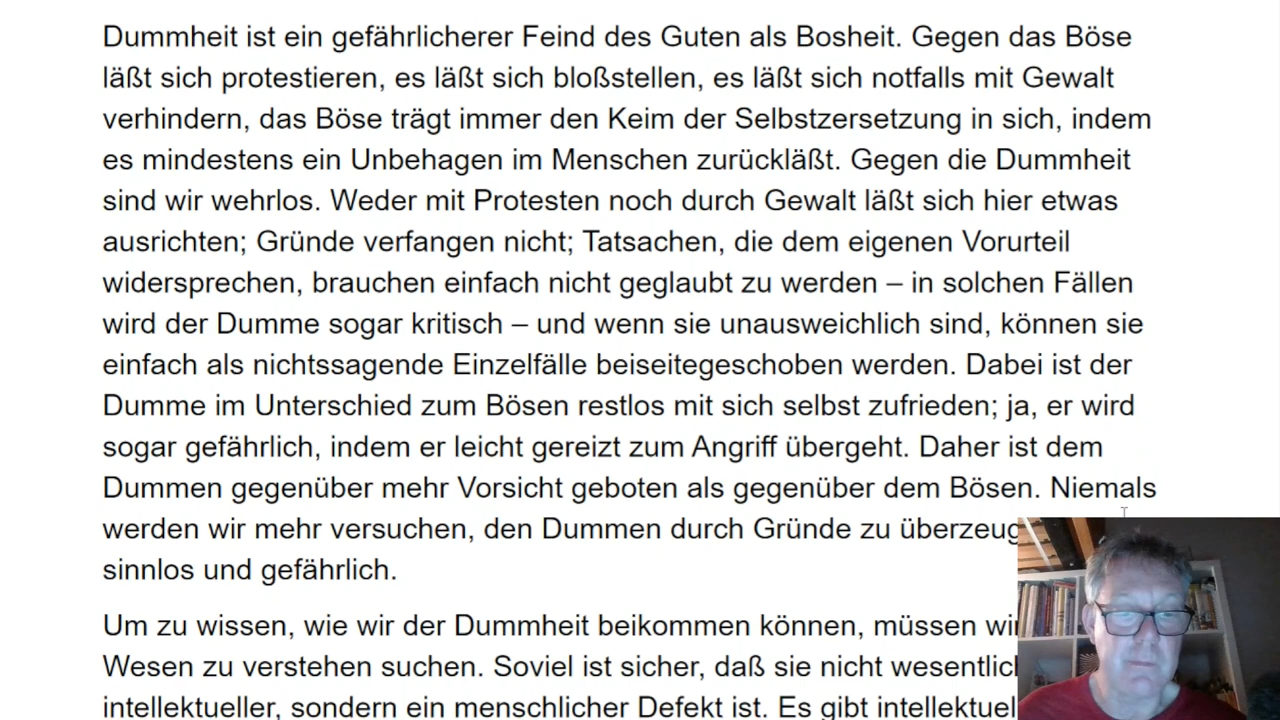 Dummheit ist ein gefährlicherer Feind des Guten als Bosheit. Gegen das Böse
läßt sich protestieren, es läßt sich bloßstellen, es läßt sich notfalls mit Gewalt
verhindern, das Böse trägt immer den Keim der Selbstzersetzung in sich, indem
es mindestens ein Unbehagen im Menschen zurückläßt. Gegen die Dummheit
sind wir wehrlos. Weder mit Protesten noch durch Gewalt läßt sich hier etwas
ausrichten; Gründe verfangen nicht; Tatsachen, die dem eigenen Vorurteil
widersprechen, brauchen einfach nicht geglaubt zu werden – in solchen Fällen
wird der Dumme sogar kritisch – und wenn sie unausweichlich sind, können sie
einfach als nichtssagende Einzelfälle beiseitegeschoben werden. Dabei ist der
Dumme im Unterschied zum Bösen restlos mit sich selbst zufrieden; ja, er wird
sogar gefährlich, indem er leicht gereizt zum Angriff übergeht. Daher ist dem
Dummen gegenüber mehr Vorsicht geboten als gegenüber dem Bösen. Niemals
werden wir mehr versuchen, den Dummen durch Gründe zu
sinnlos und gefährlich.
Um zu wissen, wie wir der Dummheit beikommen können, müssen
Wesen zu verstehen suchen. Soviel ist sicher, daß sie nicht
intellektueller, sondern ein menschlicher Defekt ist. Es gibt